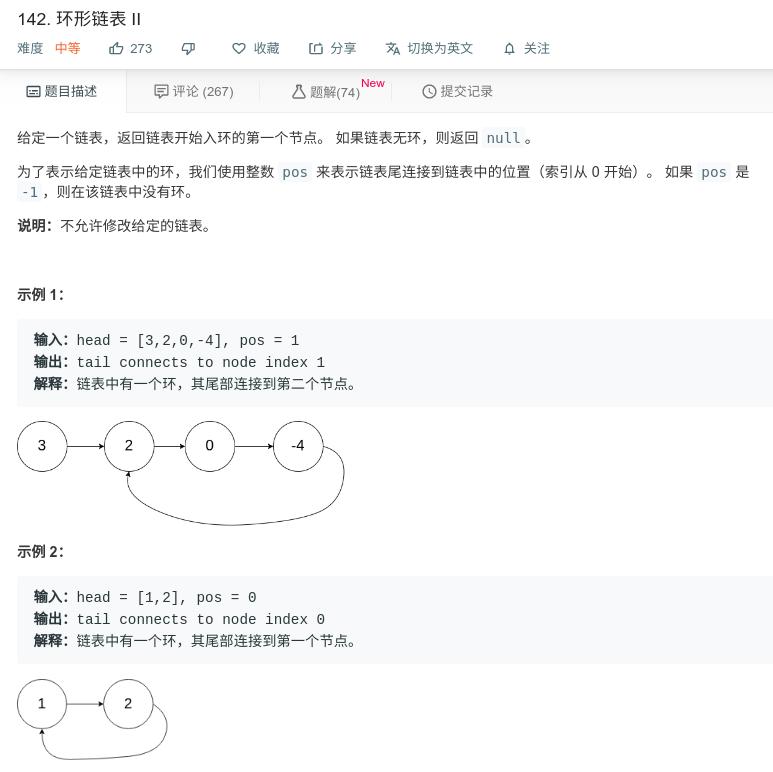 142. 环形链表 II
难度 中等 273 收藏 分享 切换为英文 关注
题目描述 评论 (267) 题解(74) New 提交记录
给定一个链表，返回链表开始入环的第一个节点。 如果链表无环，则返回 null。
为了表示给定链表中的环，我们使用整数 pos 来表示链表尾连接到链表中的位置（索引从 0 开始）。 如果 pos 是
-1，则在该链表中没有环。
说明：不允许修改给定的链表。
示例 1：
输入：head = [3,2,0,-4], pos = 1
输出：tail connects to node index 1
解释：链表中有一个环，其尾部连接到第二个节点。
3 2 0 -4
示例 2：
输入：head = [1,2], pos = 0
输出：tail connects to node index 0
解释：链表中有一个环，其尾部连接到第一个节点。
1 2